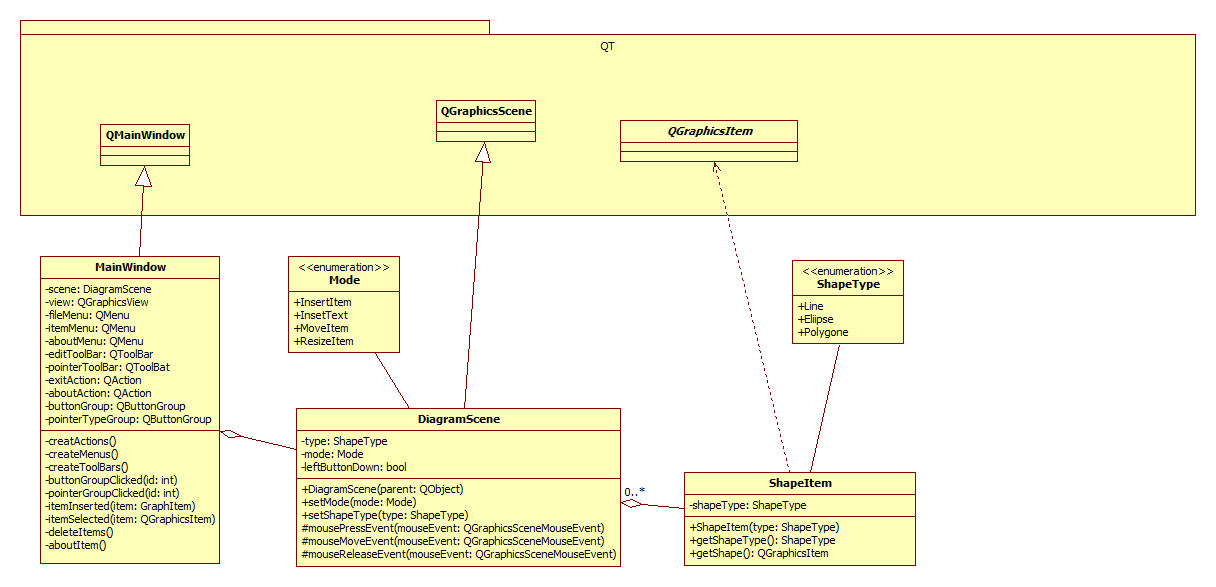 QT
QMainWindow
QGraphicsScene
QGraphicsItem
MainWindow
-scene: DiagramScene
-view: QGraphicsView
-fileMenu: QMenu
-itemMenu: QMenu
-aboutMenu: QMenu
-editToolBar: QToolBar
-pointerToolBar: QToolBat
-exitAction: QAction
-aboutAction: QAction
-buttonGroup: QButtonGroup
-pointerTypeGroup: QButtonGroup
-creatActions()
-createMenus()
-createToolBars()
-buttonGroupClicked(id: int)
-pointerGroupClicked(id: int)
-itemInserted(item: GraphItem)
-itemSelected(item: QGraphicsItem)
-deleteItems()
-aboutItem()
<<enumeration>>
Mode
+InsertItem
+InsetText
+MoveItem
+ResizeItem
<<enumeration>>
ShapeType
+Line
+Eliipse
+Polygone
DiagramScene
-type: ShapeType
-mode: Mode
-leftButtonDown: bool
+DiagramScene(parent: QObject)
+setMode(mode: Mode)
+setShapeType(type: ShapeType)
#mousePressEvent(mouseEvent: QGraphicsSceneMouseEvent)
#mouseMoveEvent(mouseEvent: QGraphicsSceneMouseEvent)
#mouseReleaseEvent(mouseEvent: QGraphicsSceneMouseEvent)
0..*
ShapeItem
-shapeType: ShapeType
+ShapeItem(type: ShapeType)
+getShapeType(): ShapeType
+getShape(): QGraphicsItem